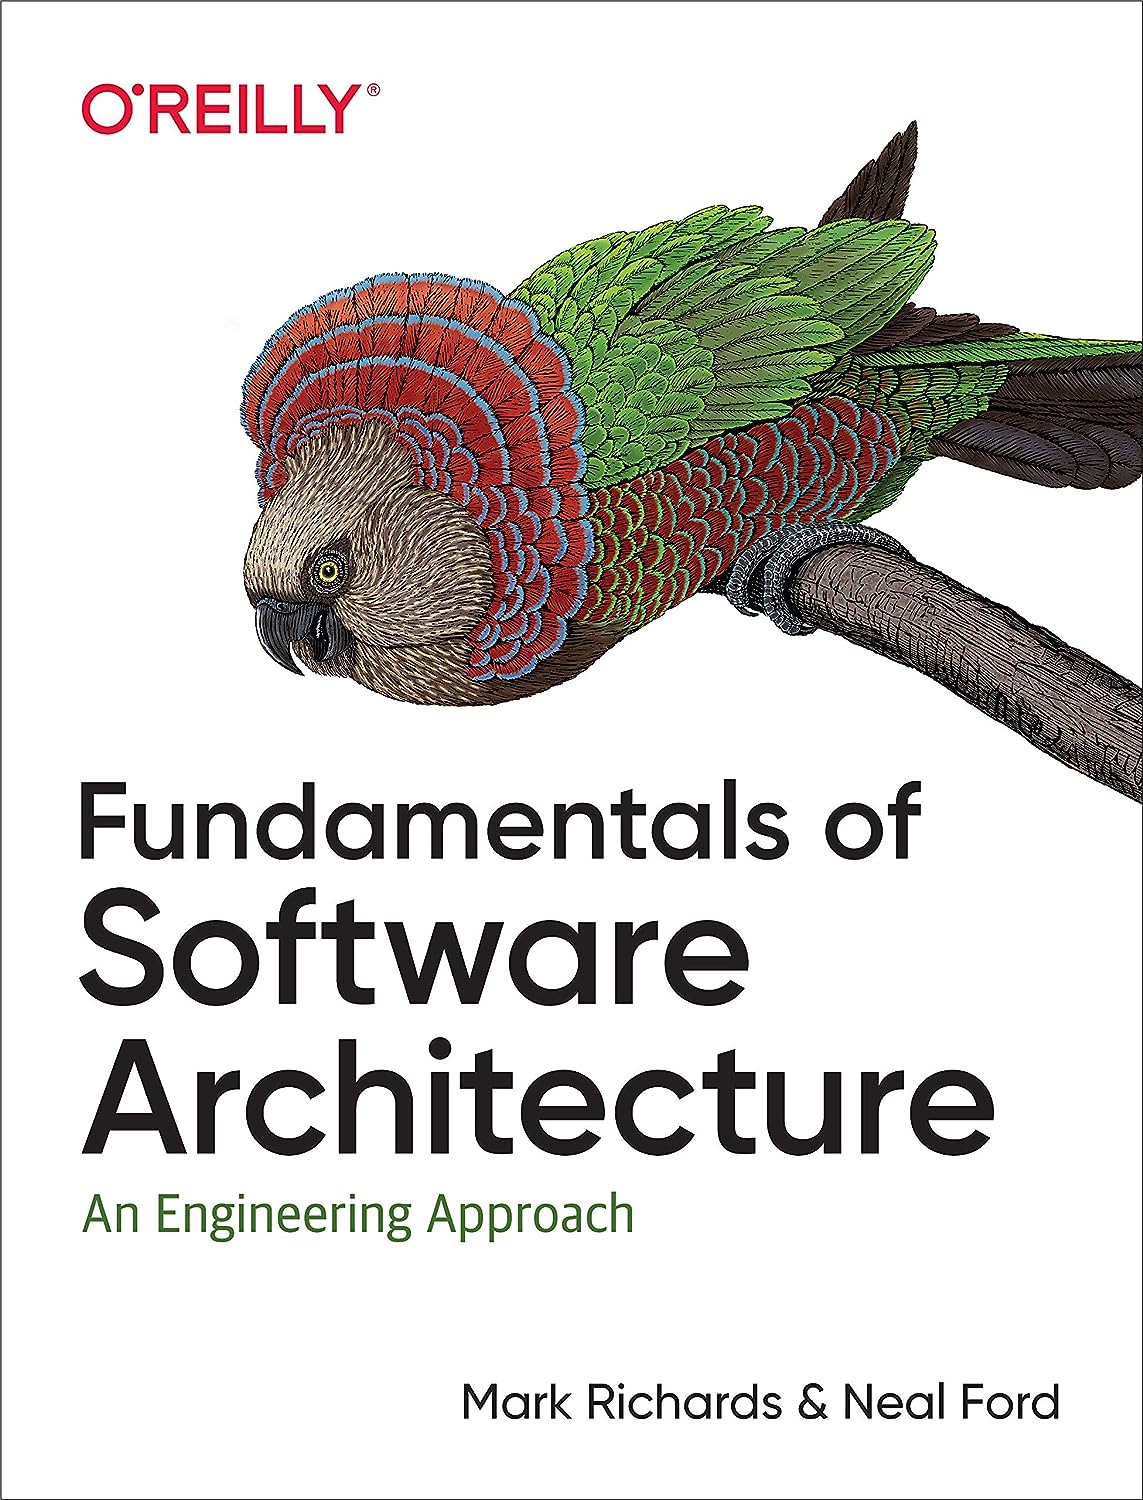 O'REILLY®
Fundamentals of
Software
Architecture
An Engineering Approach
Mark Richards & Neal Ford